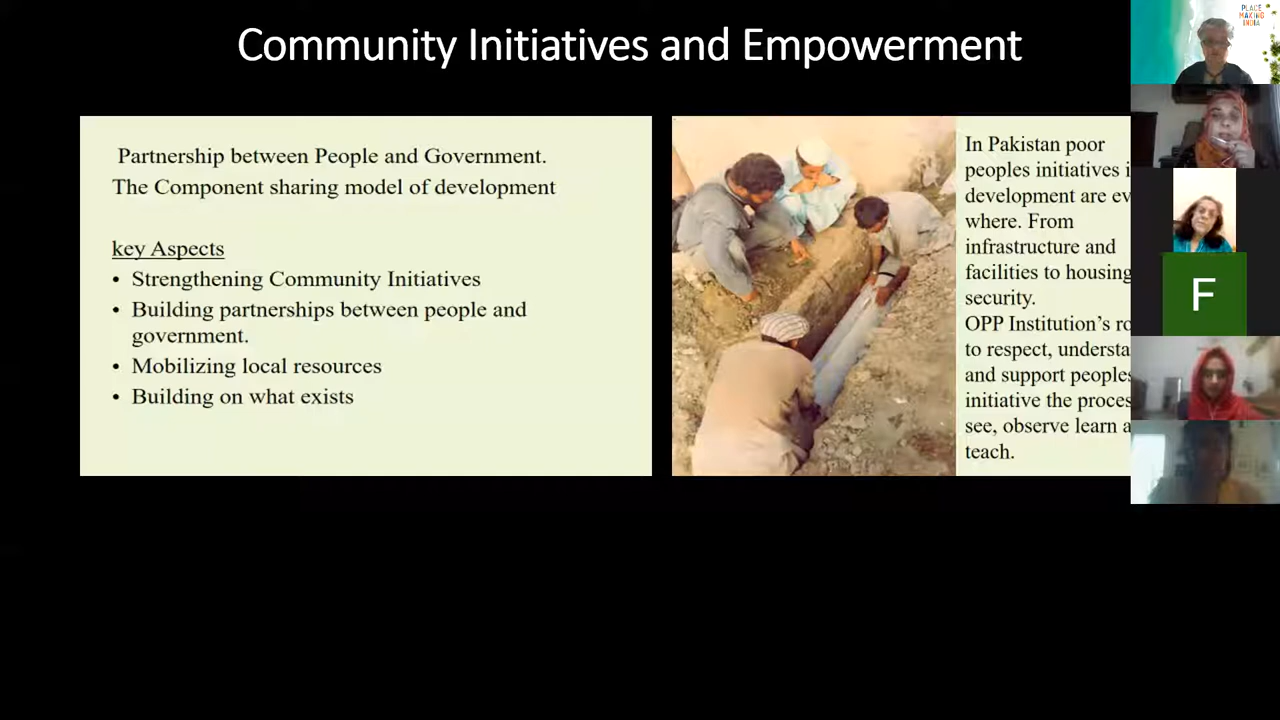 Community Initiatives and Empowerment
Partnership between People and Government.
The Component sharing model of development
key Aspects
• Strengthening Community Initiatives
• Building partnerships between people and
government.
• Mobilizing local resources
• Building on what exists
In Pakistan poor
peoples initiatives
development are
where. From
infrastructure and
facilities to housing
security.
OPP Institution's
to respect,
and support peoples
initiative the
see, observe learn
teach.
PLACE
MAKING
INDIA
F